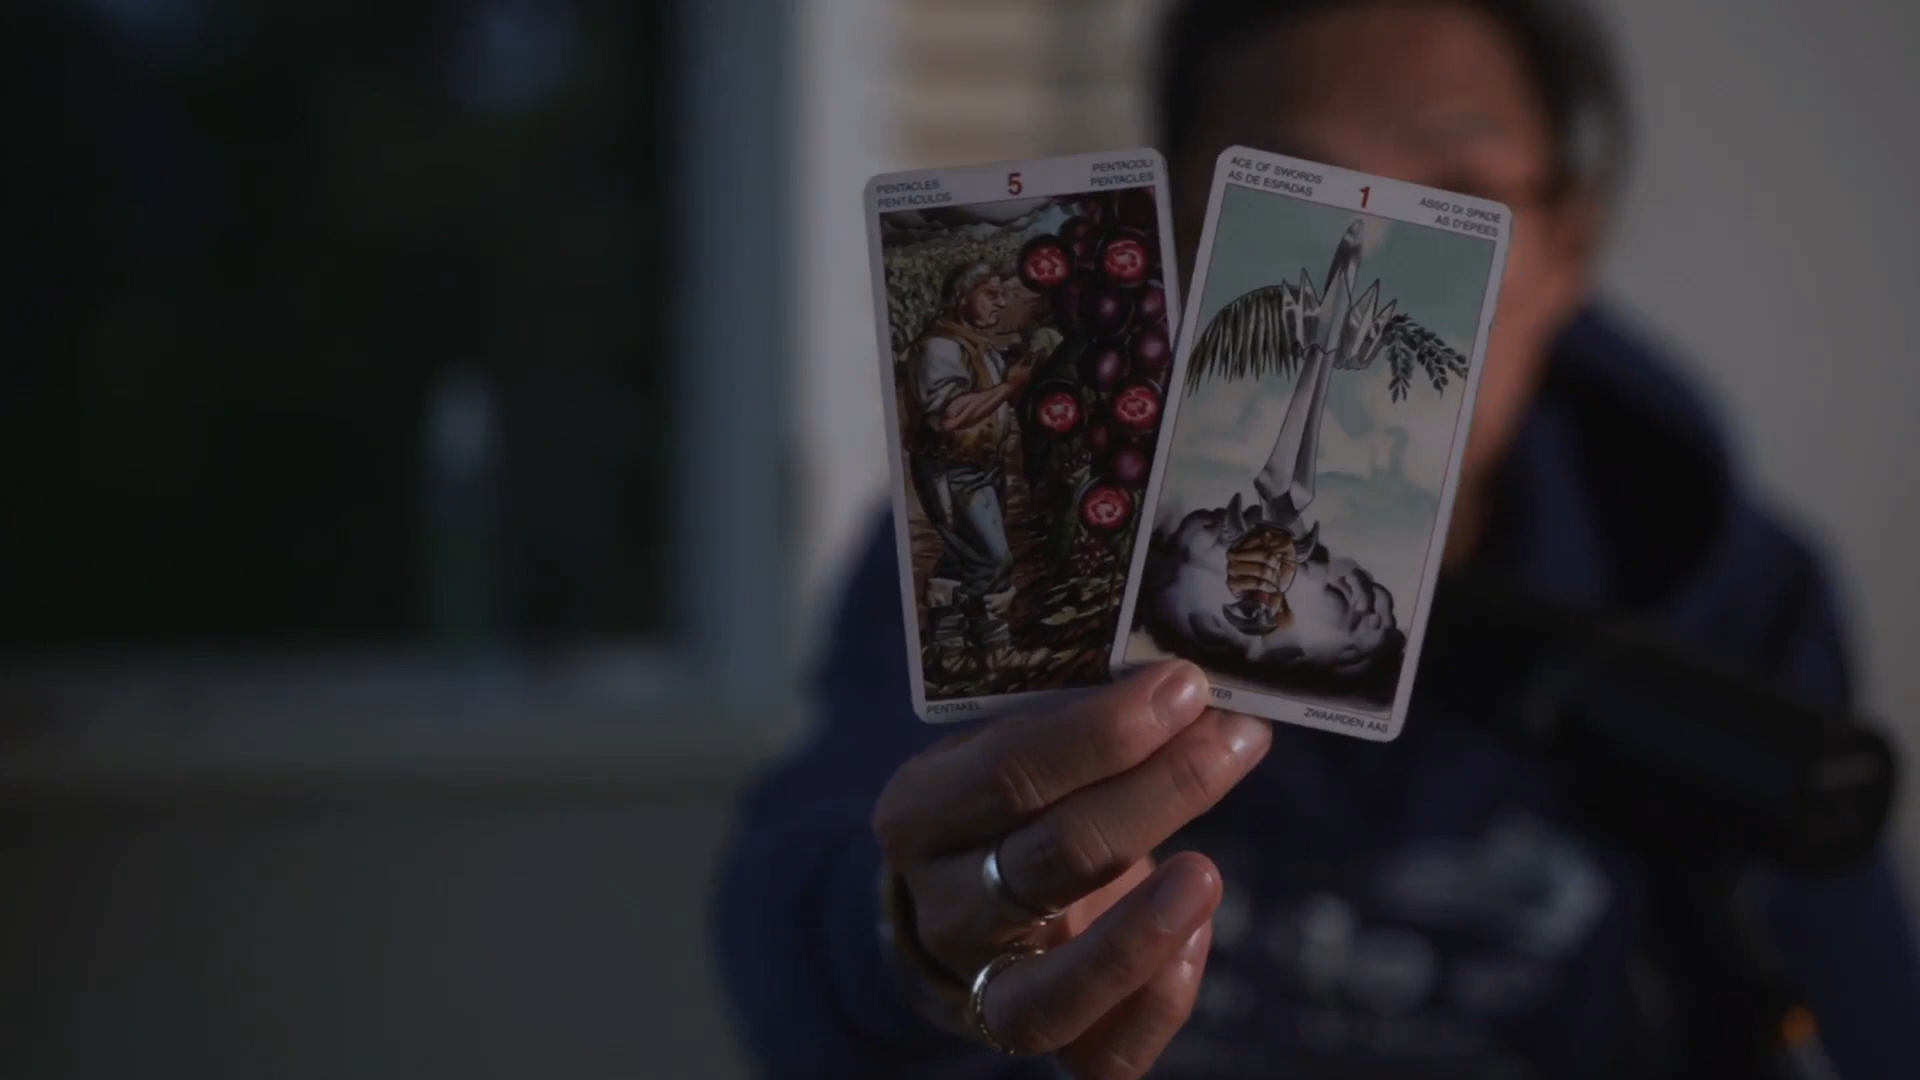 PENTACLES
PENTÁCULOS
5
PENTACOLI
PENTACLES
PENTAKEL
ACE OF SWORDS
AS DE ESPADAS
1
ASSO DI SPADE
AS D'EPÉES
ZWAARDEN AAS